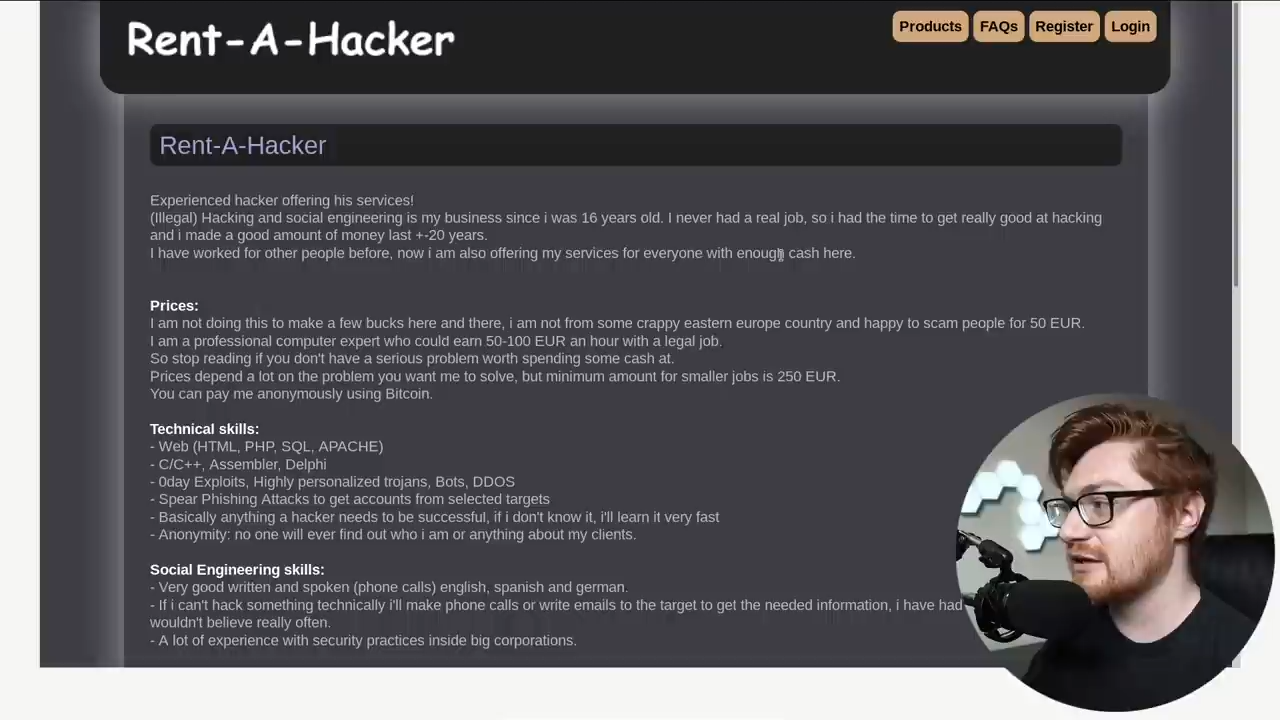 Rent-A-Hacker
Products FAQs Register Login
Rent-A-Hacker
Experienced hacker offering his services!
(Illegal) Hacking and social engineering is my business since i was 16 years old. I never had a real job, so i had the time to get really good at hacking
and i made a good amount of money last +-20 years.
I have worked for other people before, now i am also offering my services for everyone with enough cash here.
Prices:
I am not doing this to make a few bucks here and there, i am not from some crappy eastern europe country and happy to scam people for 50 EUR.
I am a professional computer expert who could earn 50-100 EUR an hour with a legal job.
So stop reading if you don't have a serious problem worth spending some cash at.
Prices depend a lot on the problem you want me to solve, but minimum amount for smaller jobs is 250 EUR.
You can pay me anonymously using Bitcoin.
Technical skills:
- Web (HTML, PHP, SQL, APACHE)
- C/C++, Assembler, Delphi
- 0day Exploits, Highly personalized trojans, Bots, DDOS
- Spear Phishing Attacks to get accounts from selected targets
- Basically anything a hacker needs to be successful, if i don't know it, i'll learn it very fast
- Anonymity: no one will ever find out who i am or anything about my clients.
Social Engineering skills:
- Very good written and spoken (phone calls) english, spanish and german.
- If i can't hack something technically i'll make phone calls or write emails to the target to get the needed information, i have had
wouldn't believe really often.
- A lot of experience with security practices inside big corporations.